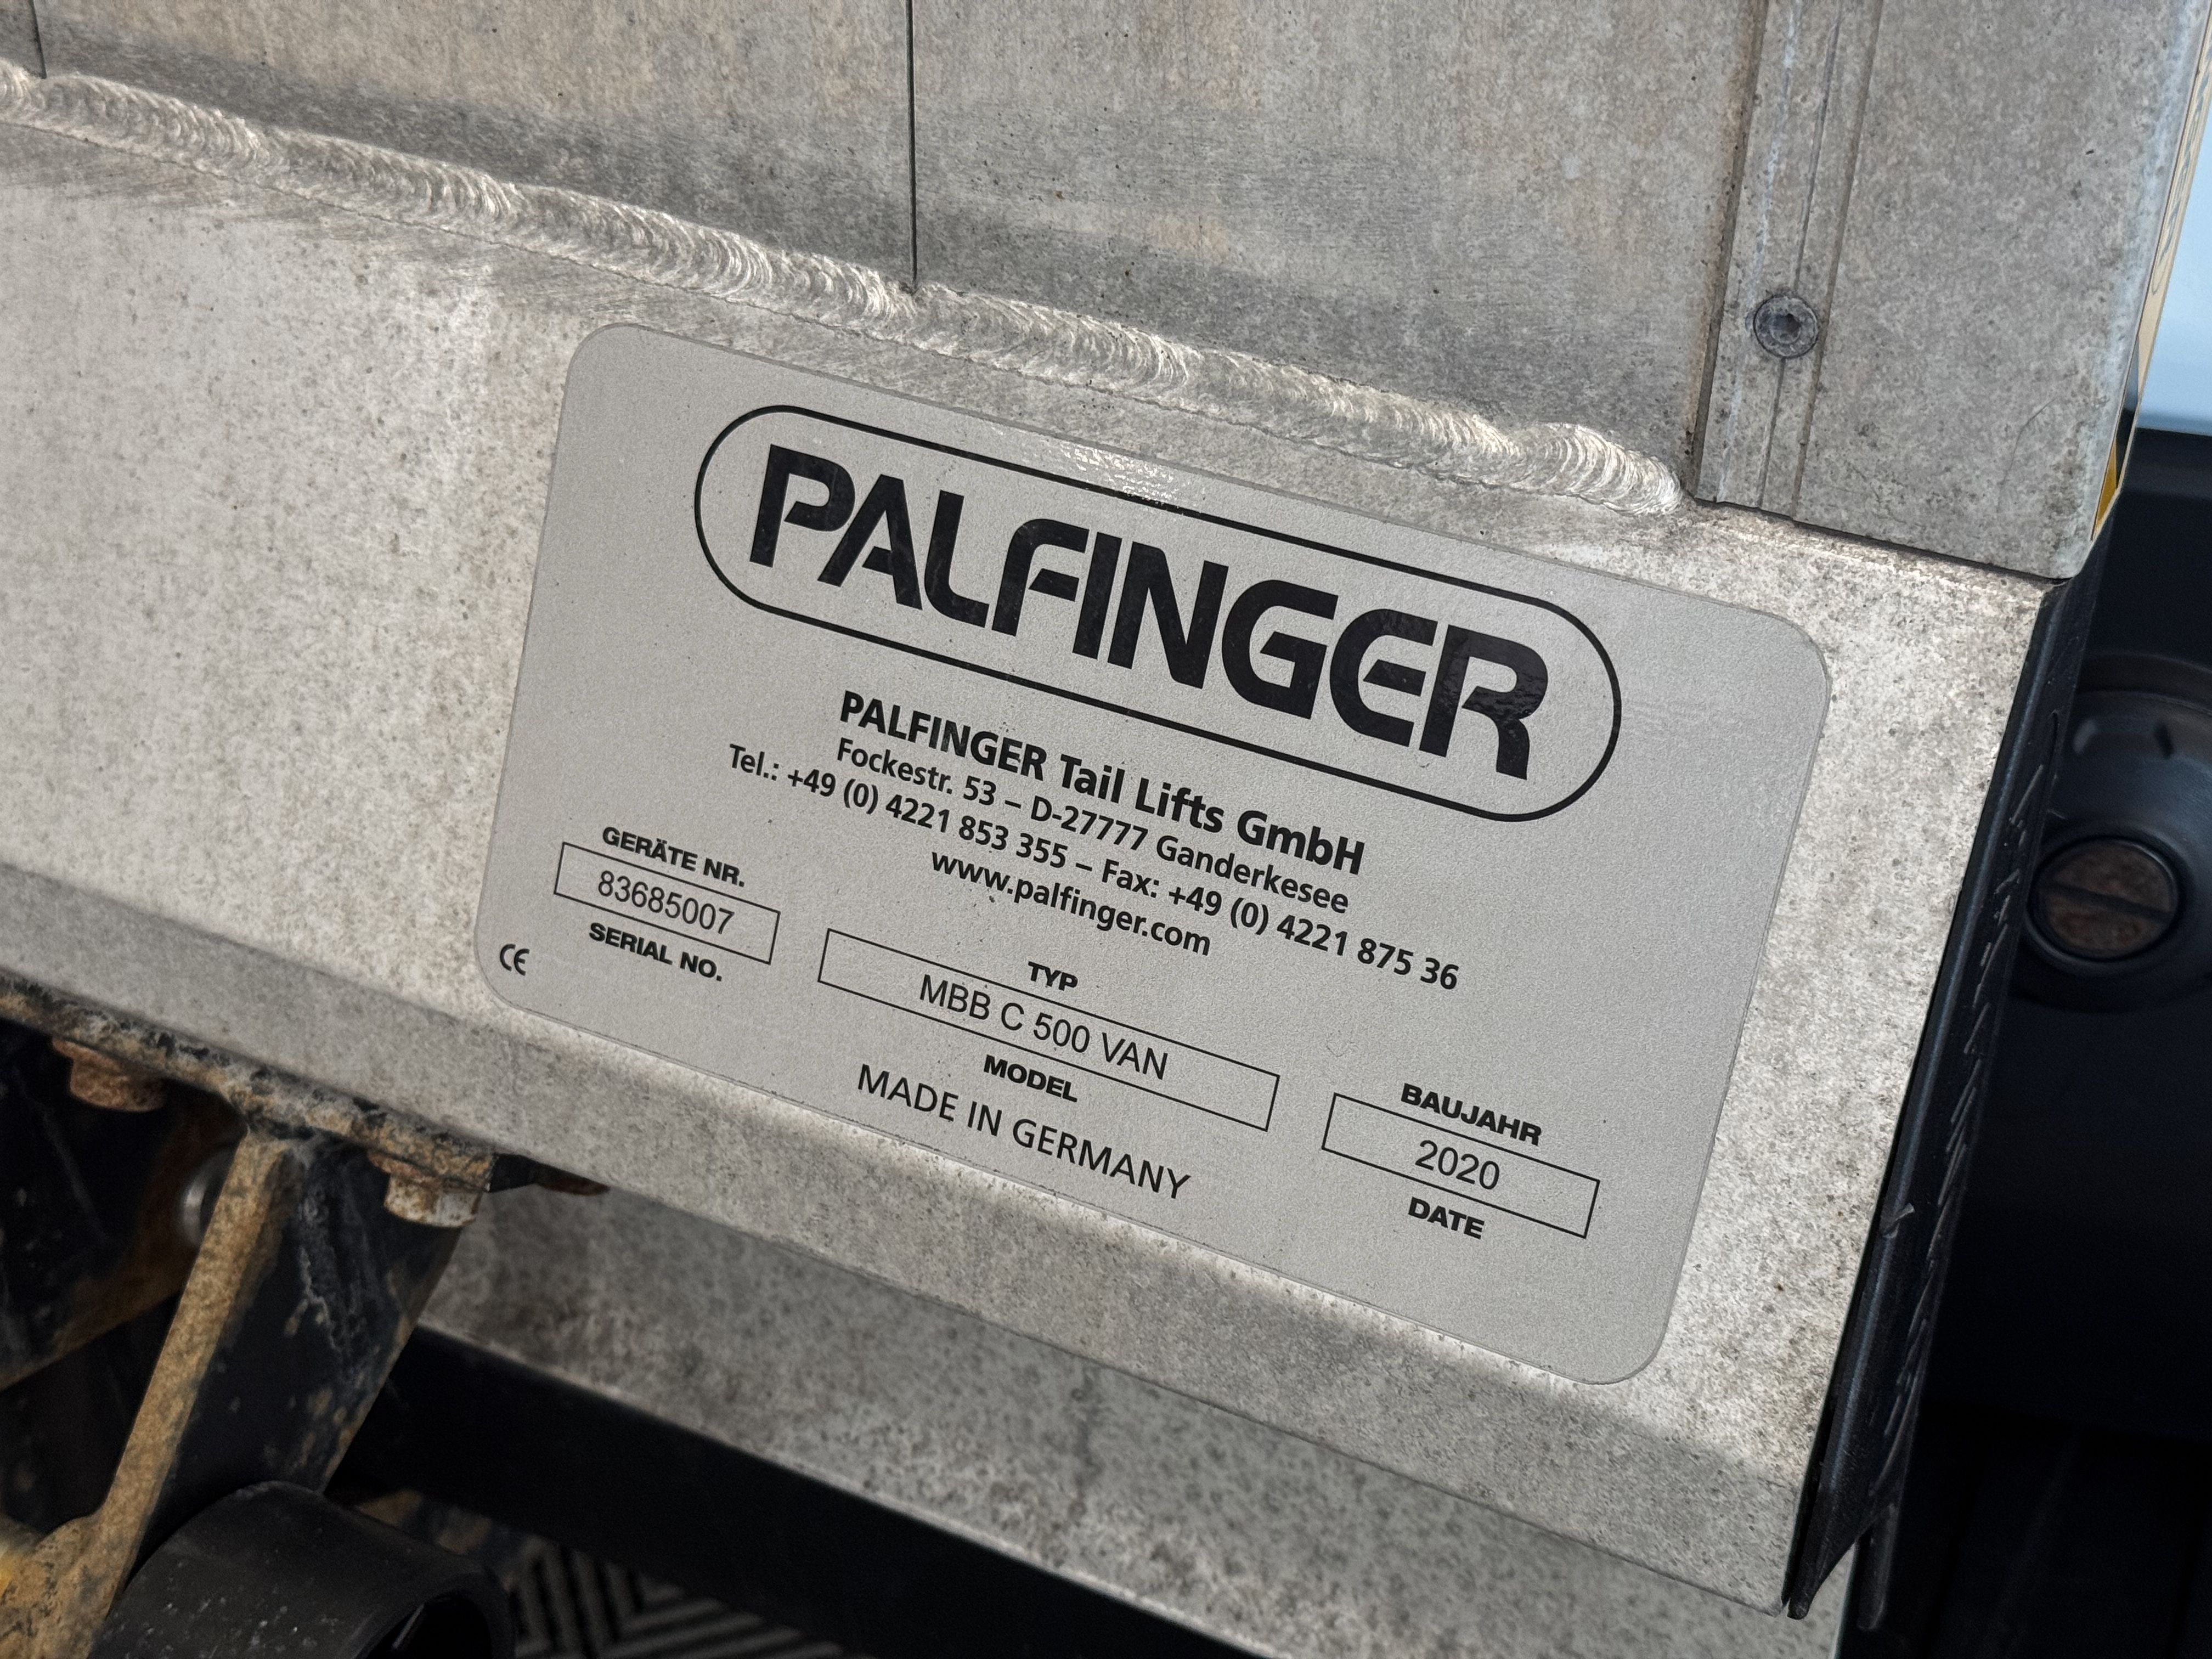 PALFINGER
PALFINGER Tail Lifts GmbH
Fockestr. 53 – D-27777 Ganderkesee
Tel.: +49 (0) 4221 853 355 – Fax: +49 (0) 4221 875 36
www.palfinger.com
GERÄTE NR.
83685007
SERIAL NO.
CE
TYP
MBB C 500 VAN
MODEL
BAUJAHR
2020
DATE
MADE IN GERMANY